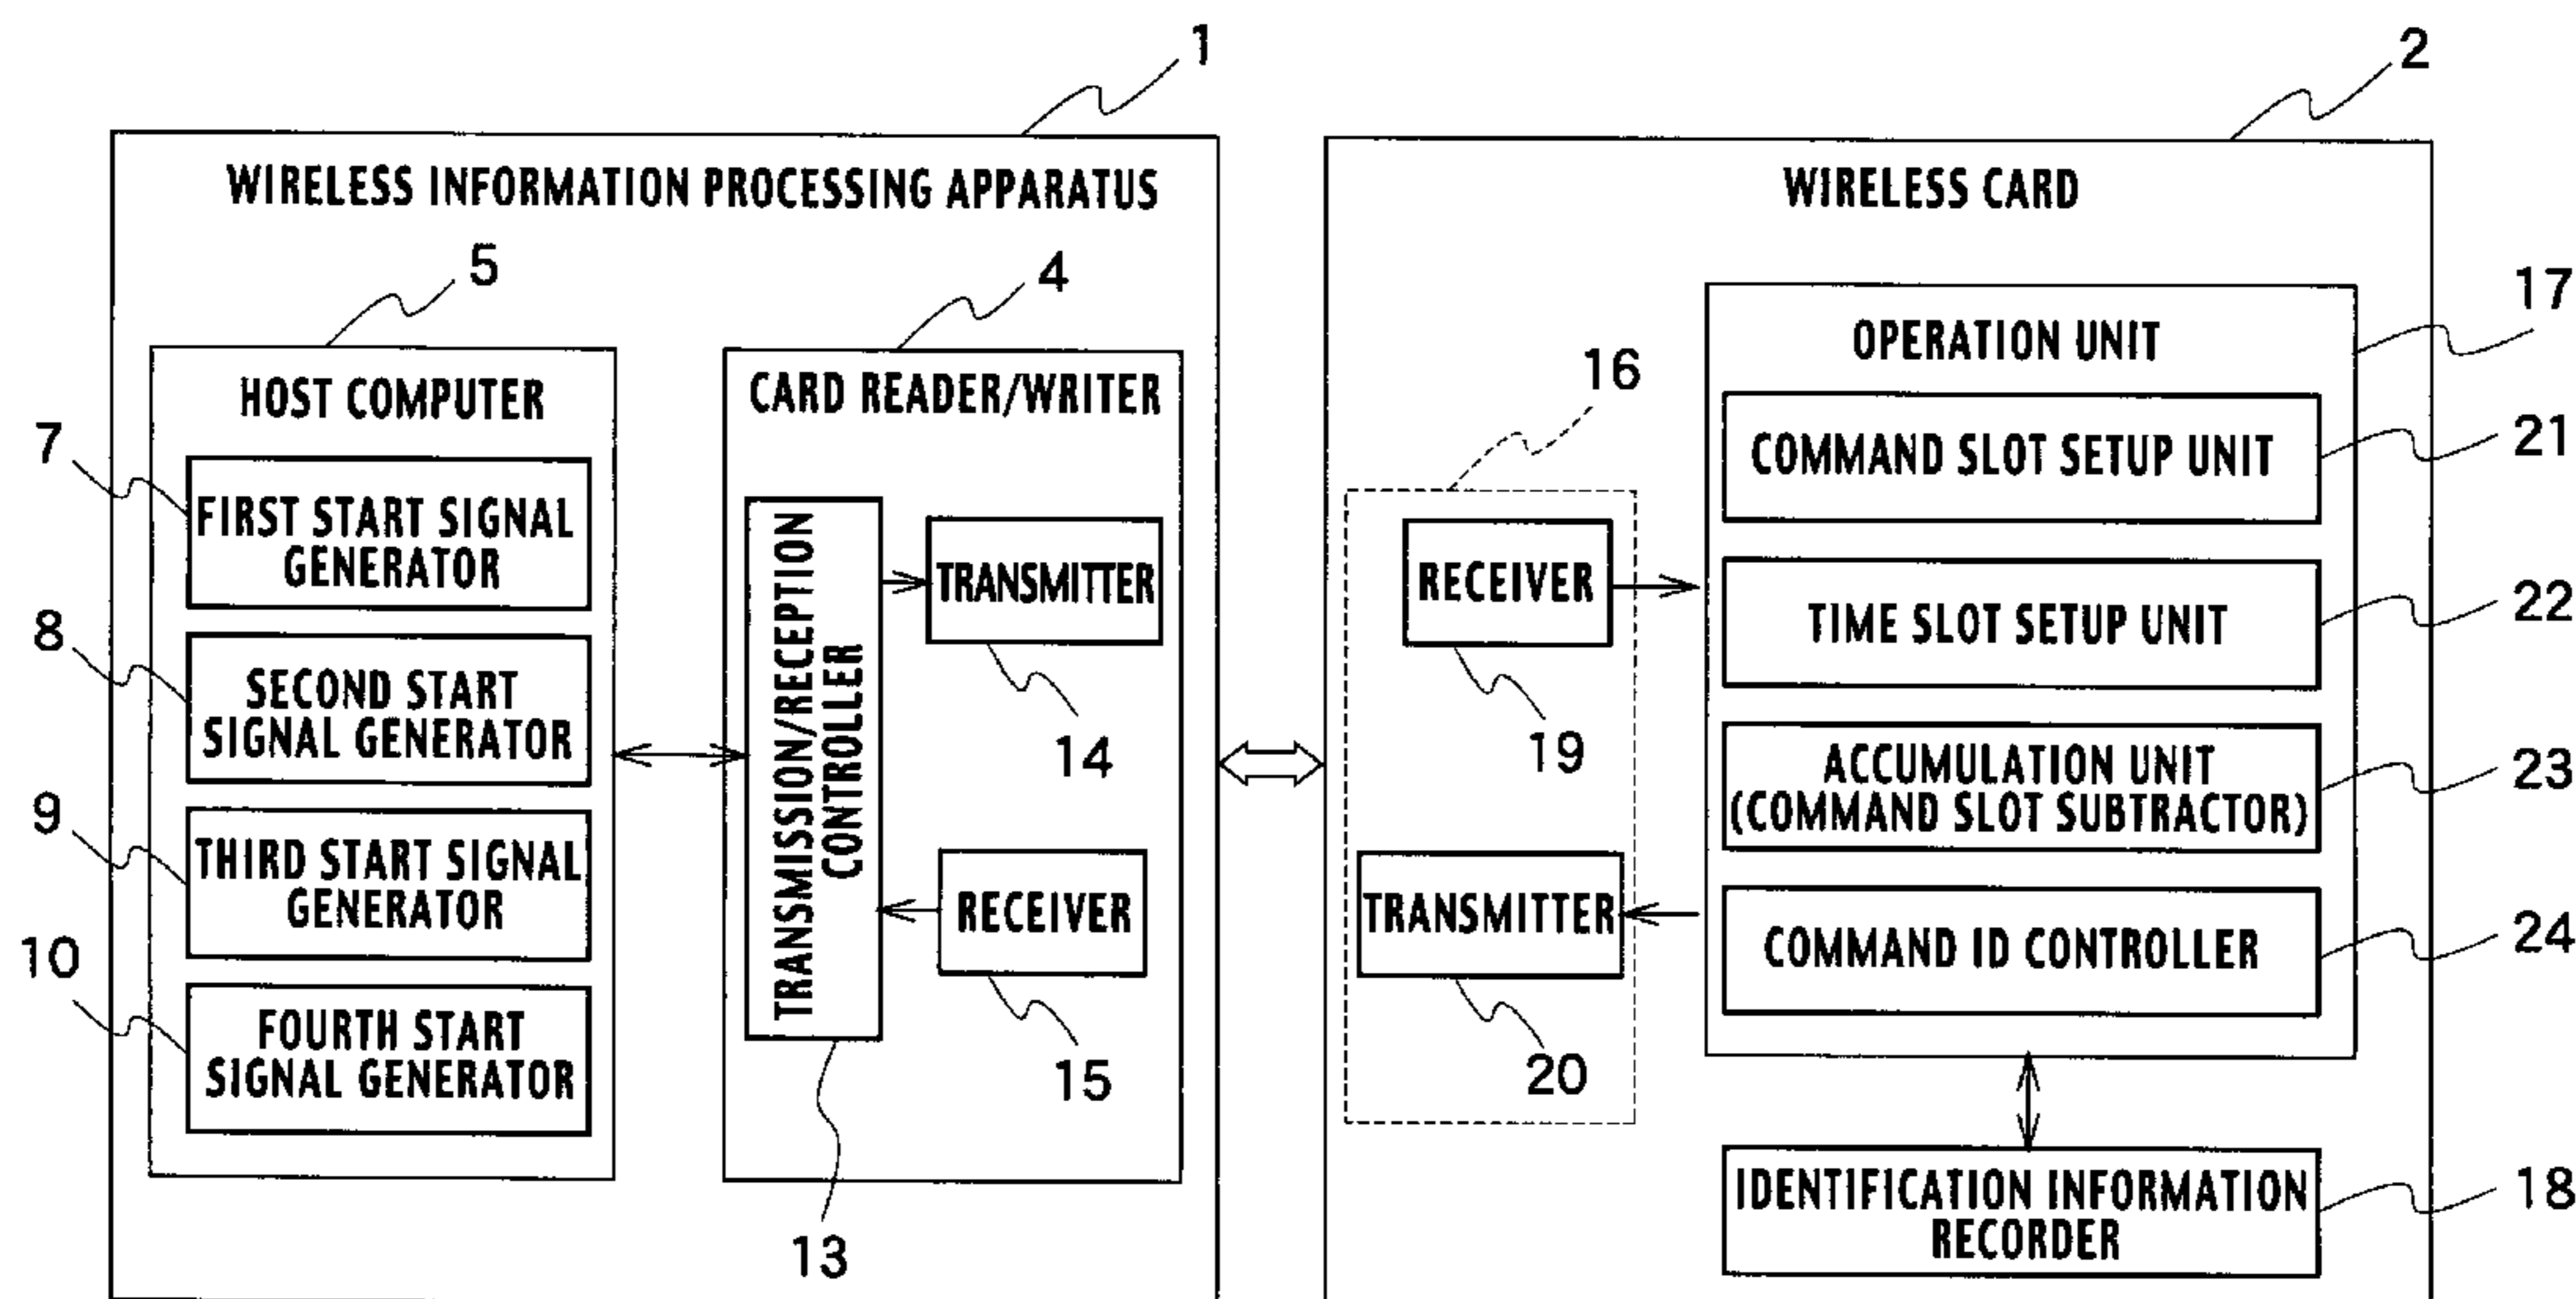 1
2
WIRELESS INFORMATION PROCESSING APPARATUS
5
4
HOST COMPUTER
7
FIRST START SIGNAL
GENERATOR
8
SECOND START
SIGNAL GENERATOR
9
THIRD START SIGNAL
GENERATOR
10
FOURTH START
SIGNAL GENERATOR
CARD READER/WRITER
TRANSMISSION/RECEPTION
CONTROLLER
13
TRANSMITTER
14
RECEIVER
15
WIRELESS CARD
16
RECEIVER
19
TRANSMITTER
20
17
OPERATION UNIT
COMMAND SLOT SETUP UNIT
21
TIME SLOT SETUP UNIT
22
ACCUMULATION UNIT
(COMMAND SLOT SUBTRACTOR)
23
COMMAND ID CONTROLLER
24
IDENTIFICATION INFORMATION
RECORDER
18